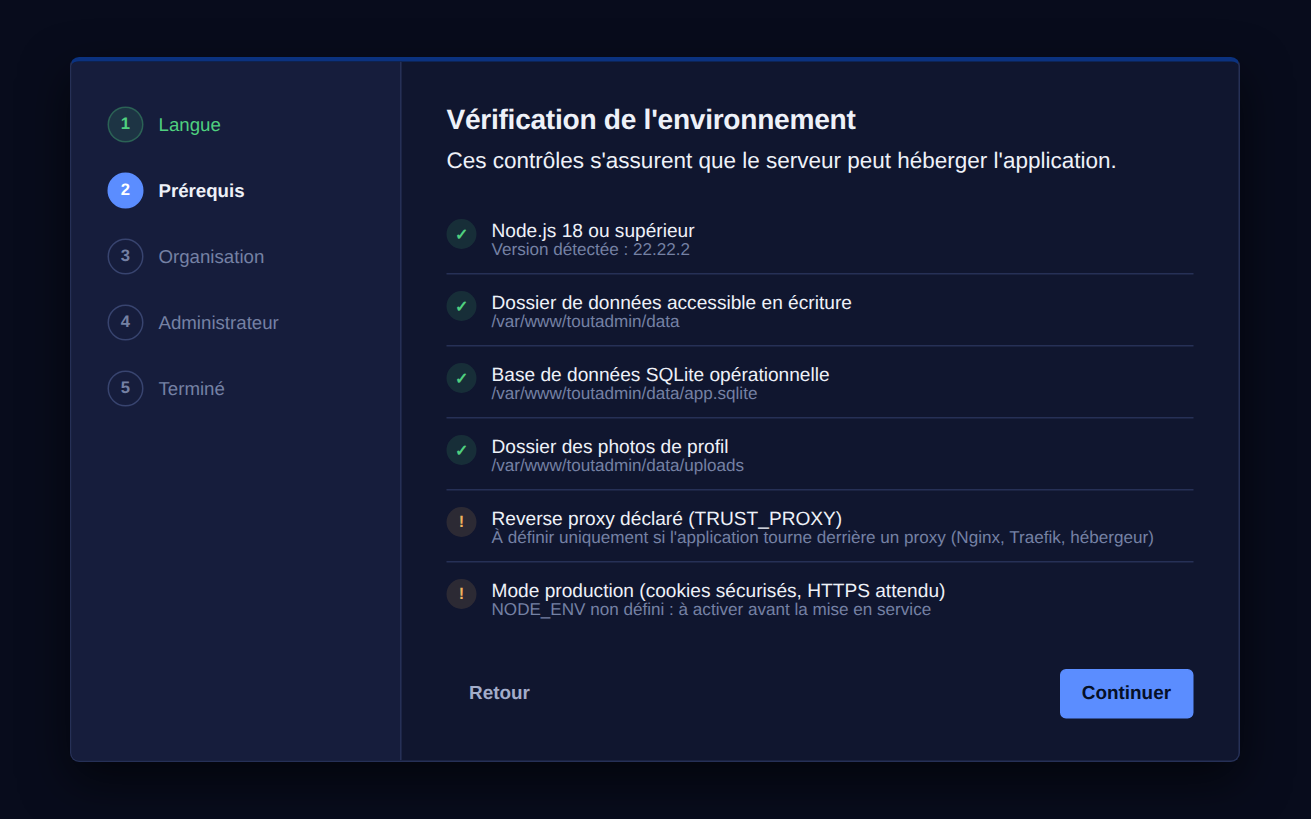 1 Langue
2 Prérequis
3 Organisation
4 Administrateur
5 Terminé
Vérification de l'environnement
Ces contrôles s'assurent que le serveur peut héberger l'application.
✓ Node.js 18 ou supérieur
Version détectée : 22.22.2
✓ Dossier de données accessible en écriture
/var/www/toutadmin/data
✓ Base de données SQLite opérationnelle
/var/www/toutadmin/data/app.sqlite
✓ Dossier des photos de profil
/var/www/toutadmin/data/uploads
! Reverse proxy déclaré (TRUST_PROXY)
À définir uniquement si l'application tourne derrière un proxy (Nginx, Traefik, hébergeur)
! Mode production (cookies sécurisés, HTTPS attendu)
NODE_ENV non défini : à activer avant la mise en service
Retour
Continuer